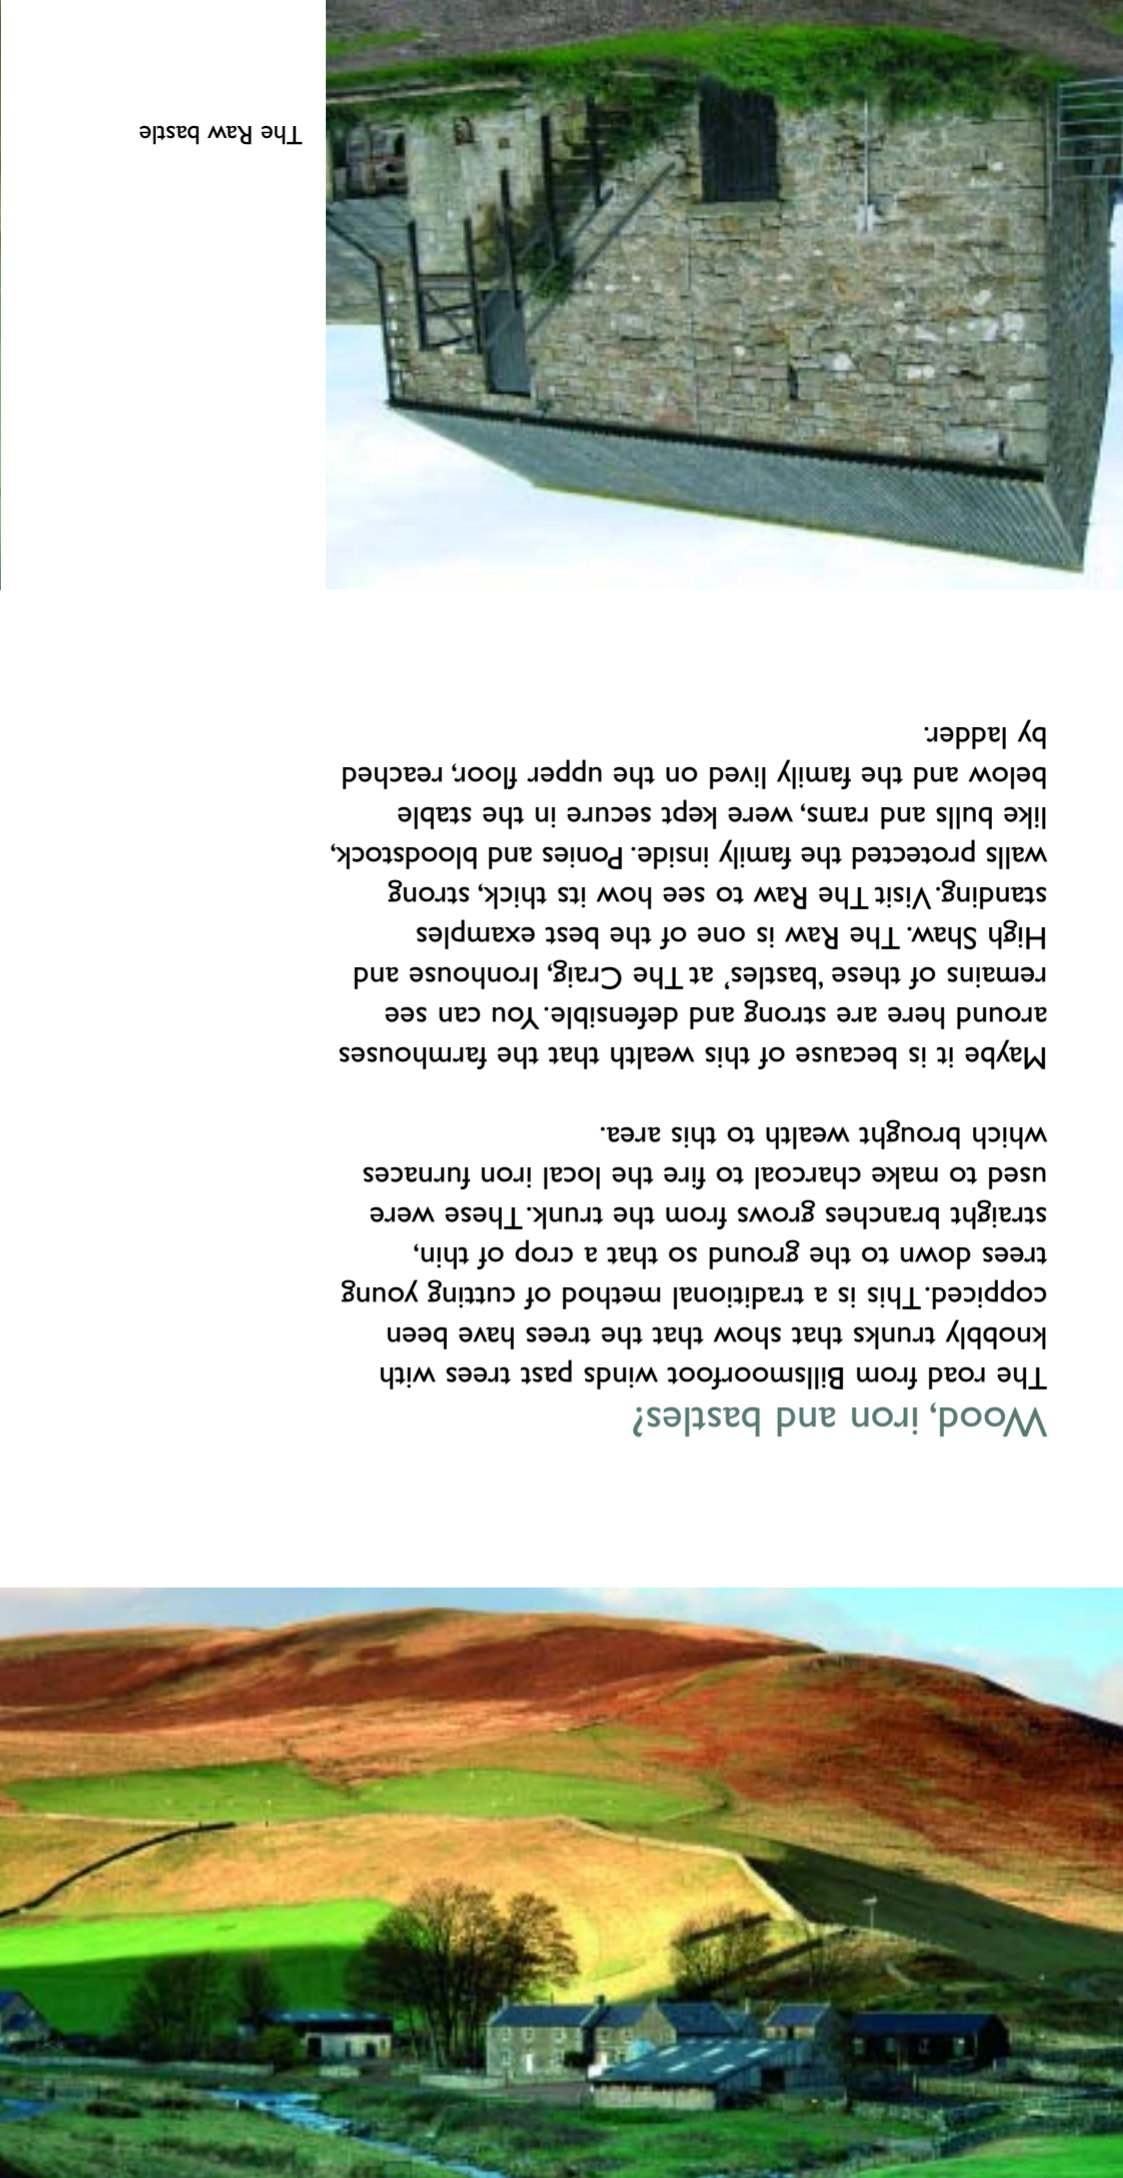 Wood, iron and bastles?
The road from Billsmoorfoot winds past trees with
knobbly trunks that show that the trees have been
coppiced. This is a traditional method of cutting young
trees down to the ground so that a crop of thin,
straight branches grows from the trunk. These were
used to make charcoal to fire the local iron furnaces
which brought wealth to this area.
Maybe it is because of this wealth that the farmhouses
around here are strong and defensible. You can see
remains of these ‘bastles’ at The Craig, Ironhouse and
High Shaw. The Raw is one of the best examples
standing. Visit The Raw to see how its thick, strong
walls protected the family inside. Ponies and bloodstock,
like bulls and rams, were kept secure in the stable
below and the family lived on the upper floor, reached
by ladder.
The Raw bastle